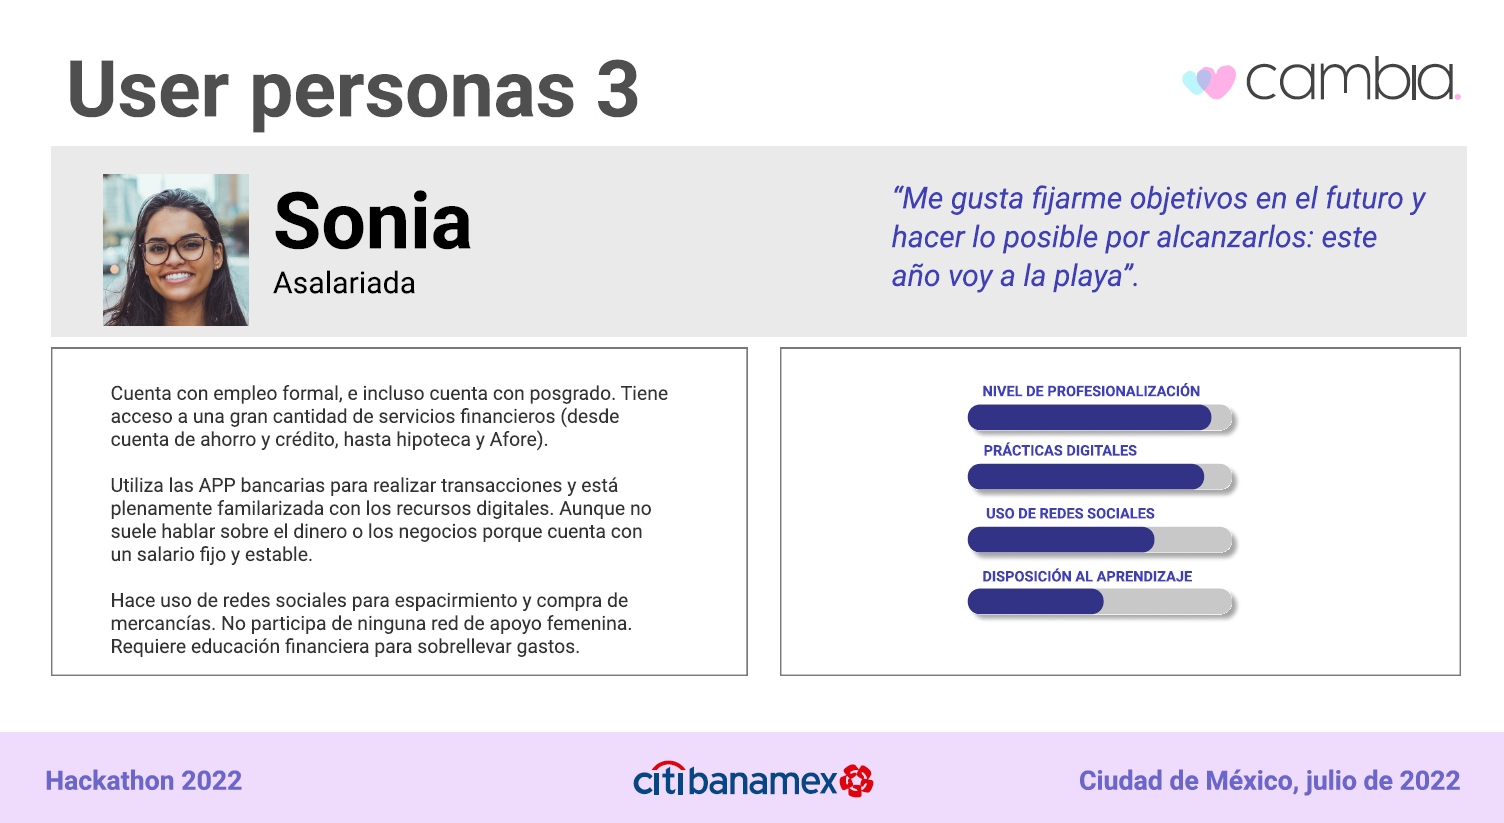 User personas 3
cambia.
Sonia
Asalariada
“Me gusta fijarme objetivos en el futuro y
hacer lo posible por alcanzarlos: este
año voy a la playa”.
Cuenta con empleo formal, e incluso cuenta con posgrado. Tiene
acceso a una gran cantidad de servicios financieros (desde
cuenta de ahorro y crédito, hasta hipoteca y Afore).
Utiliza las APP bancarias para realizar transacciones y está
plenamente familarizada con los recursos digitales. Aunque no
suele hablar sobre el dinero o los negocios porque cuenta con
un salario fijo y estable.
Hace uso de redes sociales para espacirmiento y compra de
mercancías. No participa de ninguna red de apoyo femenina.
Requiere educación financiera para sobrellevar gastos.
NIVEL DE PROFESIONALIZACIÓN
PRÁCTICAS DIGITALES
USO DE REDES SOCIALES
DISPOSICIÓN AL APRENDIZAJE
Hackathon 2022
citibanamex
Ciudad de México, julio de 2022